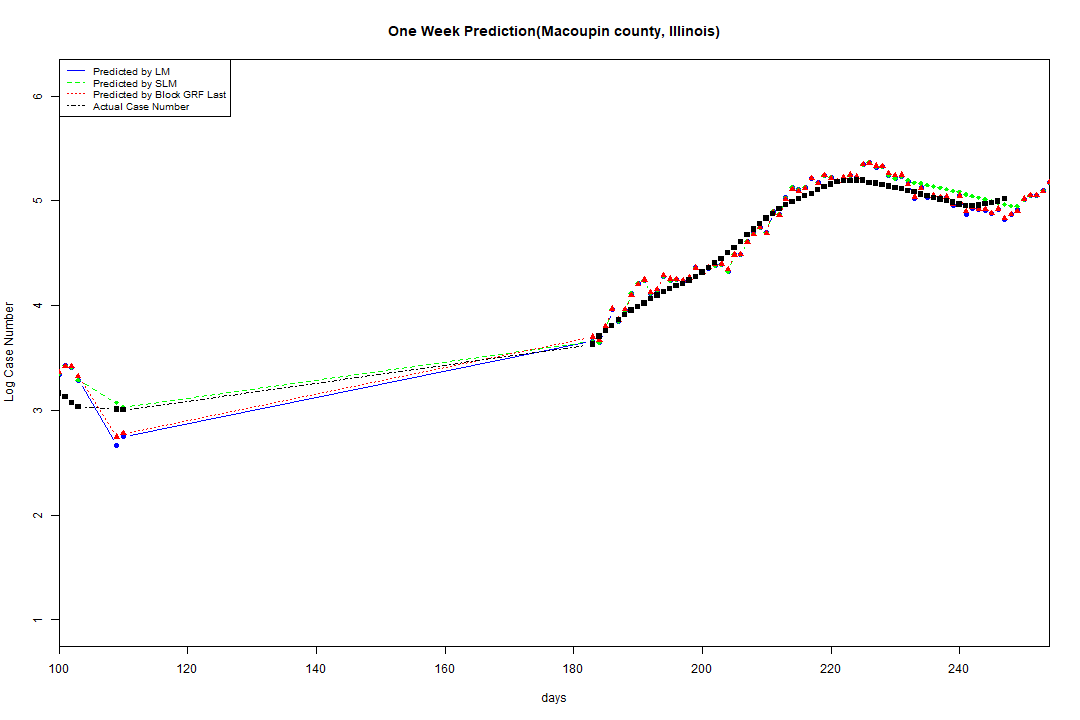 One Week Prediction(Macoupin county, Illinois)
Predicted by LM
Predicted by SLM
Predicted by Block GRF Last
Actual Case Number
Log Case Number
6
5
4
3
2
1
100 120 140 160 180 200 220 240
days